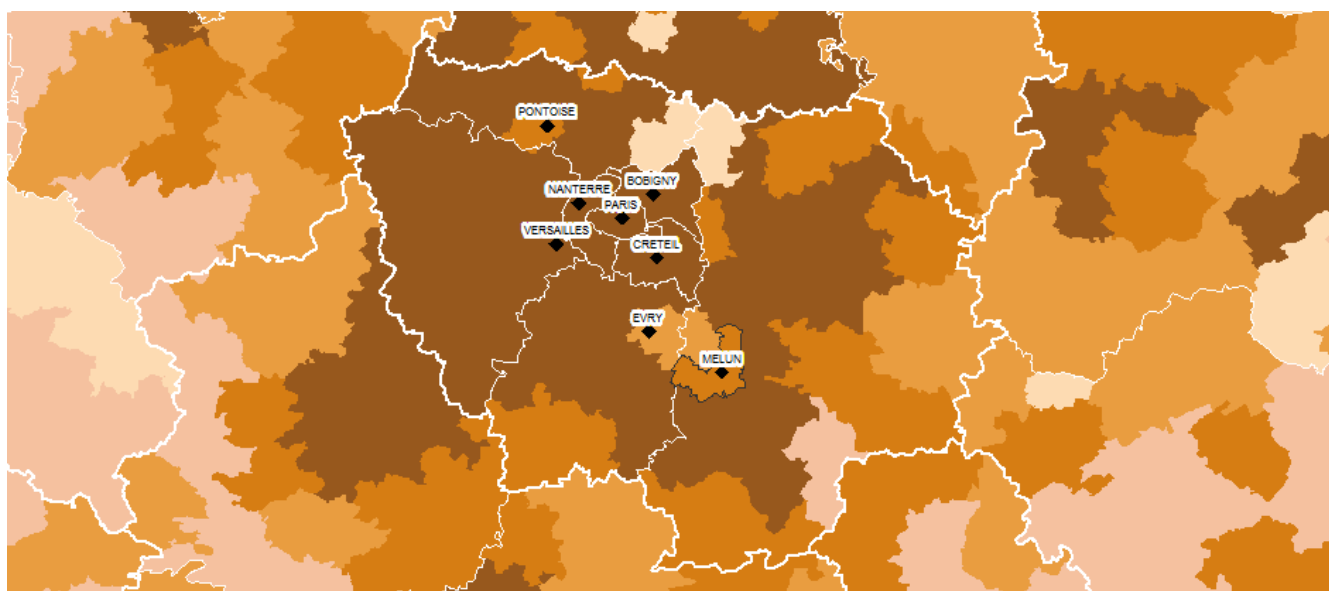 PONTOISE
BOBIGNY
NANTERRE
PARIS
VERSAILLES
CRETEIL
EVRY
MELUN